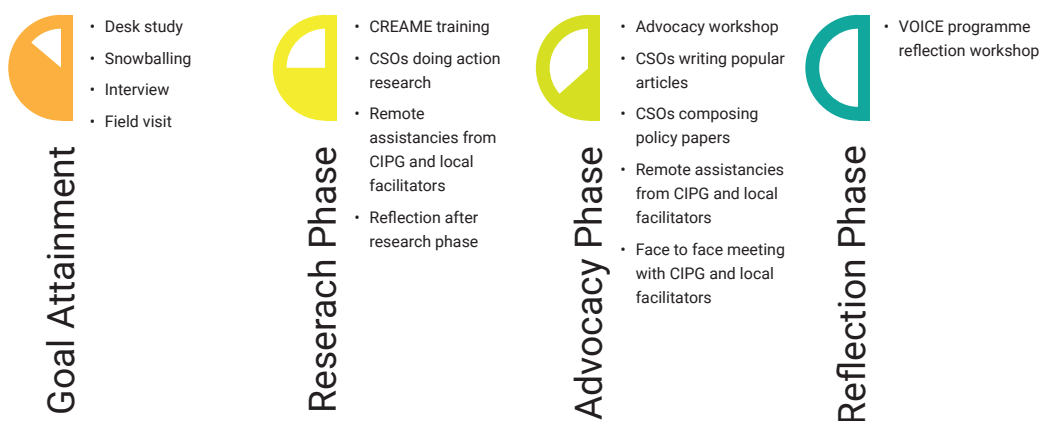 Goal Attainment
• Desk study
• Snowballing
• Interview
• Field visit
Reserach Phase
• CREAME training
• CSOs doing action
research
• Remote
assistancies from
CIPG and local
facilitators
• Reflection after
research phase
Advocacy Phase
• Advocacy workshop
• CSOs writing popular
articles
• CSOs composing
policy papers
• Remote assistancies
from CIPG and local
facilitators
• Face to face meeting
with CIPG and local
facilitators
Reflection Phase
• VOICE programme
reflection workshop